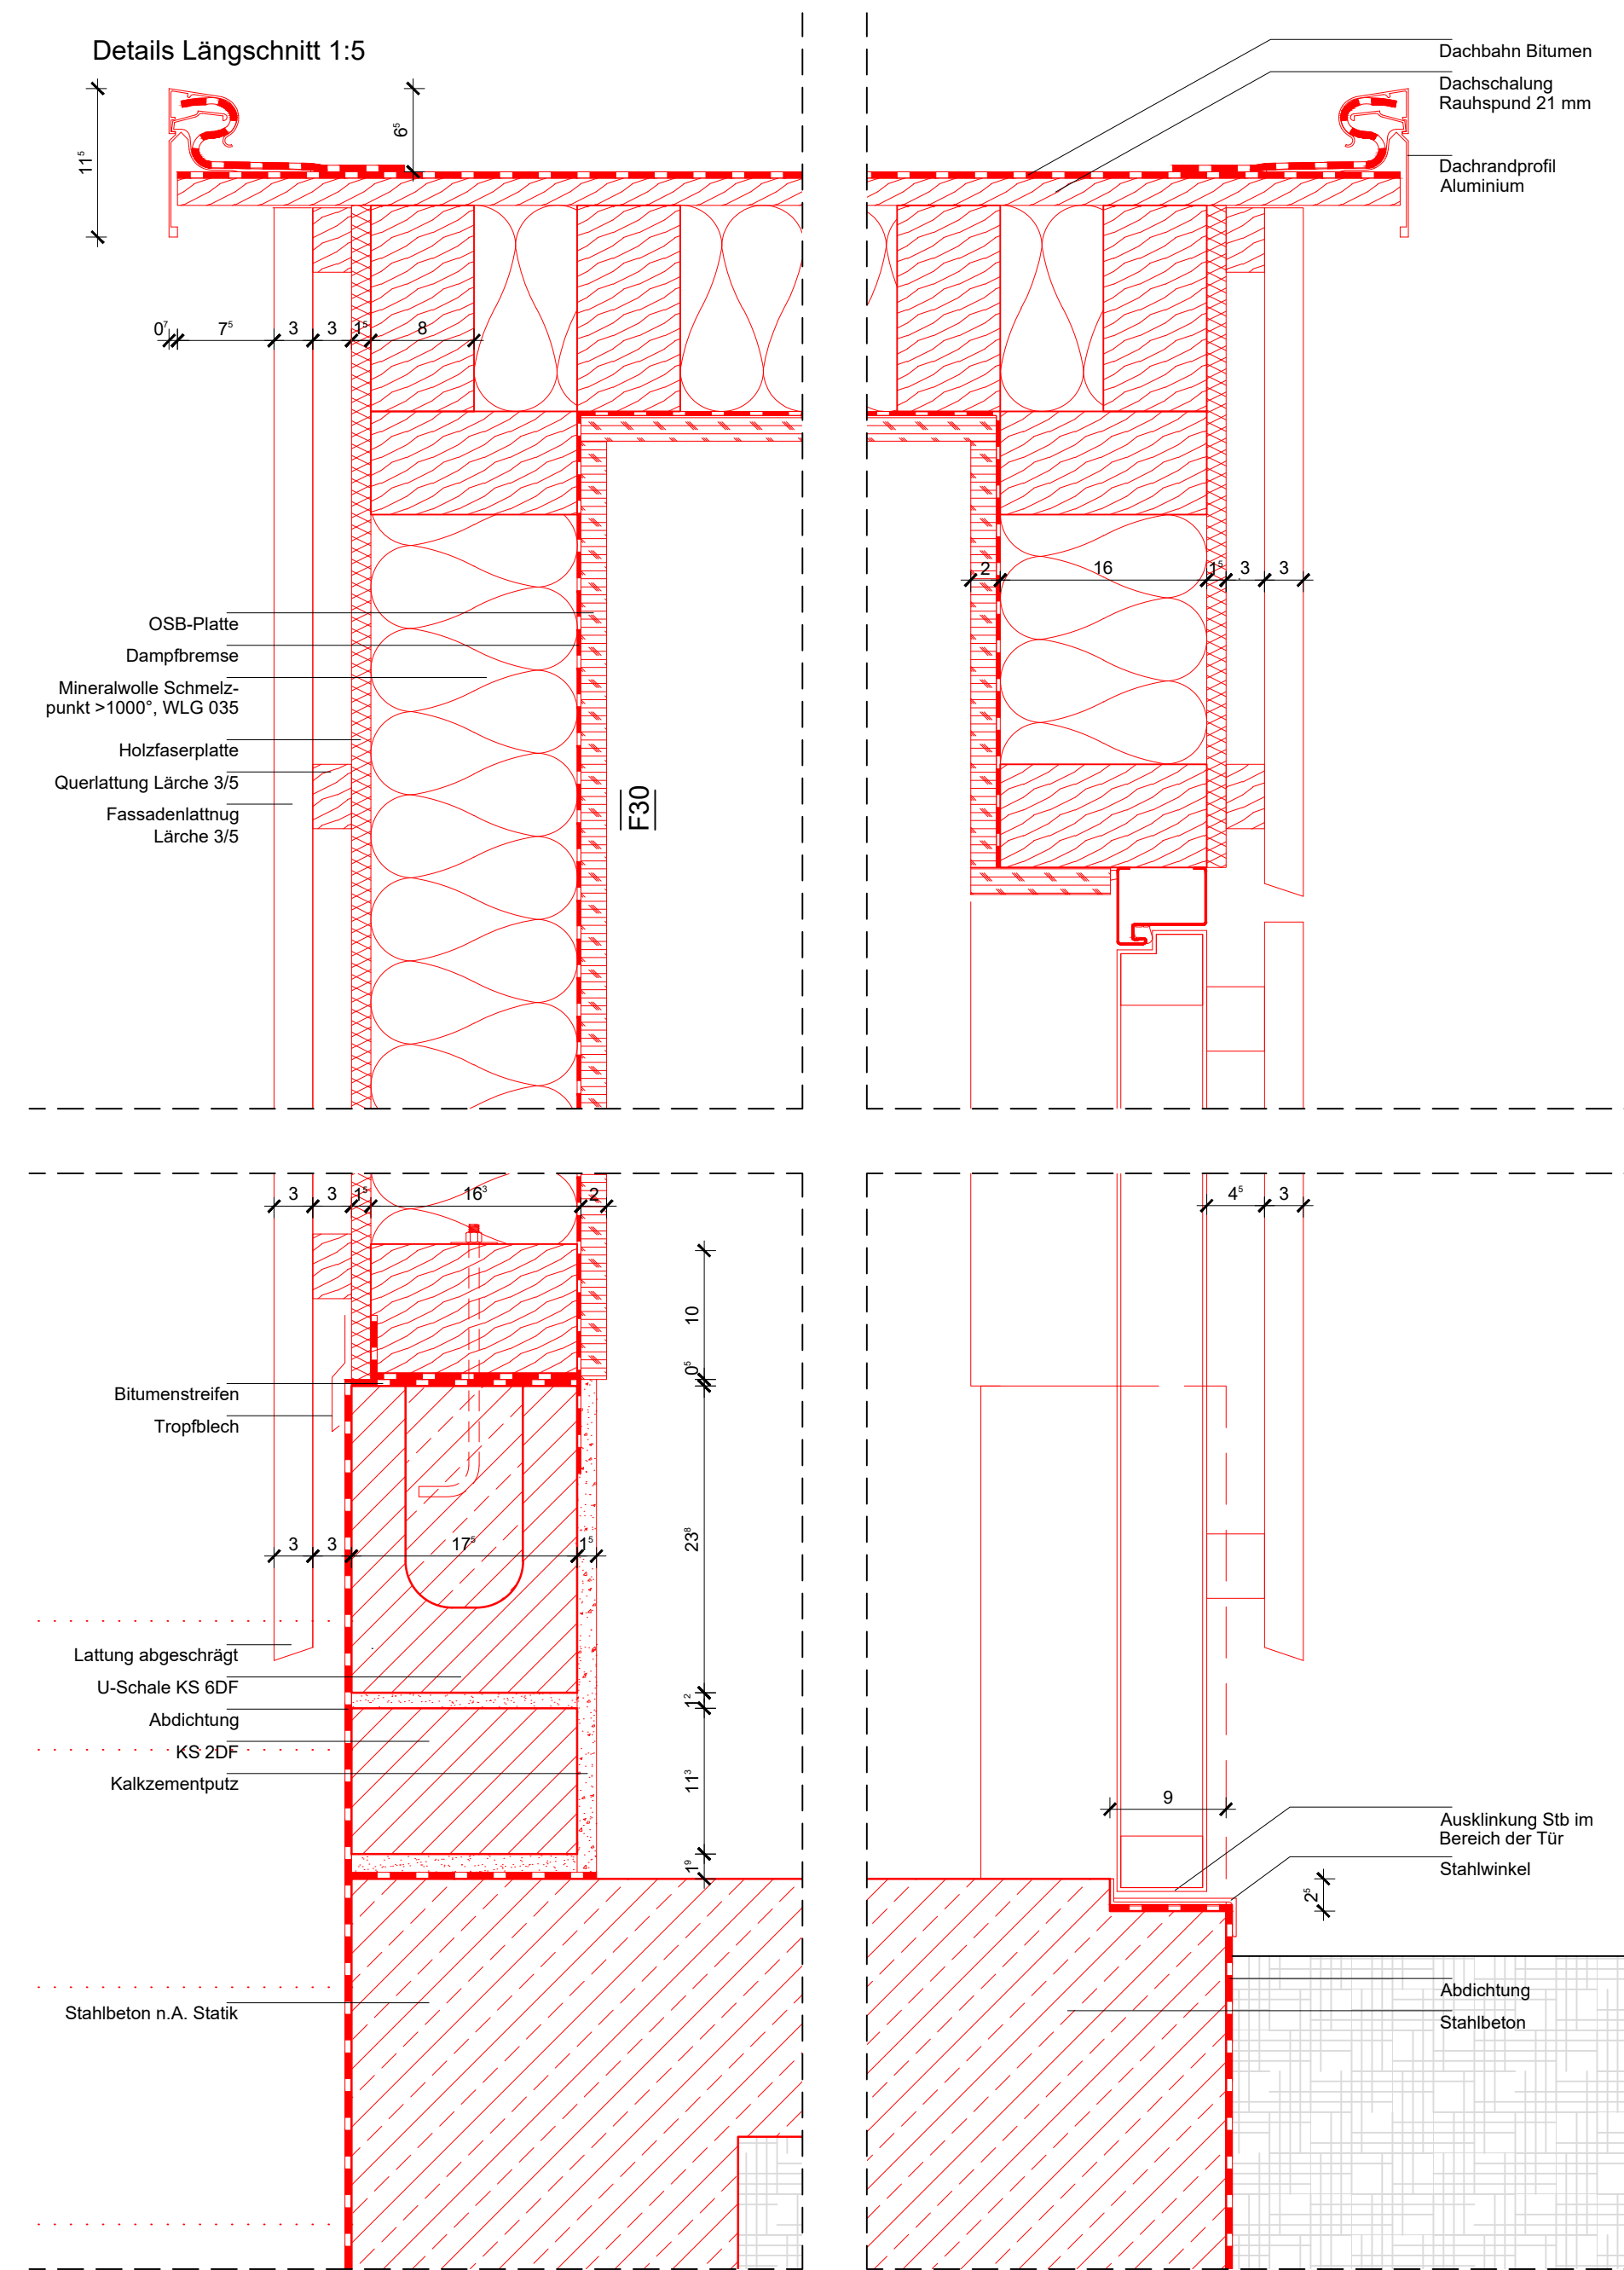 Details Längschnitt 1:5
Dachbahn Bitumen
Dachschalung
Rauhspund 21 mm
Dachrandprofil
Aluminium
11⁵
6⁵
0⁷ 7⁵ 3 3 1⁵ 8
2 16 1⁵ 3 3
OSB-Platte
Dampfbremse
Mineralwolle Schmelz-
punkt >1000°, WLG 035
Holzfaserplatte
Querlattung Lärche 3/5
Fassadenlattnug
Lärche 3/5
F30
3 3 1⁵ 16³ 2
4⁵ 3
10
0⁵
Bitumenstreifen
Tropfblech
23⁸
3 3 17⁵ 1⁵
Lattung abgeschrägt
U-Schale KS 6DF
Abdichtung
KS 2DF
Kalkzementputz
1²
11³
1⁹
9
Ausklinkung Stb im
Bereich der Tür
Stahlwinkel
2⁵
Stahlbeton n.A. Statik
Abdichtung
Stahlbeton